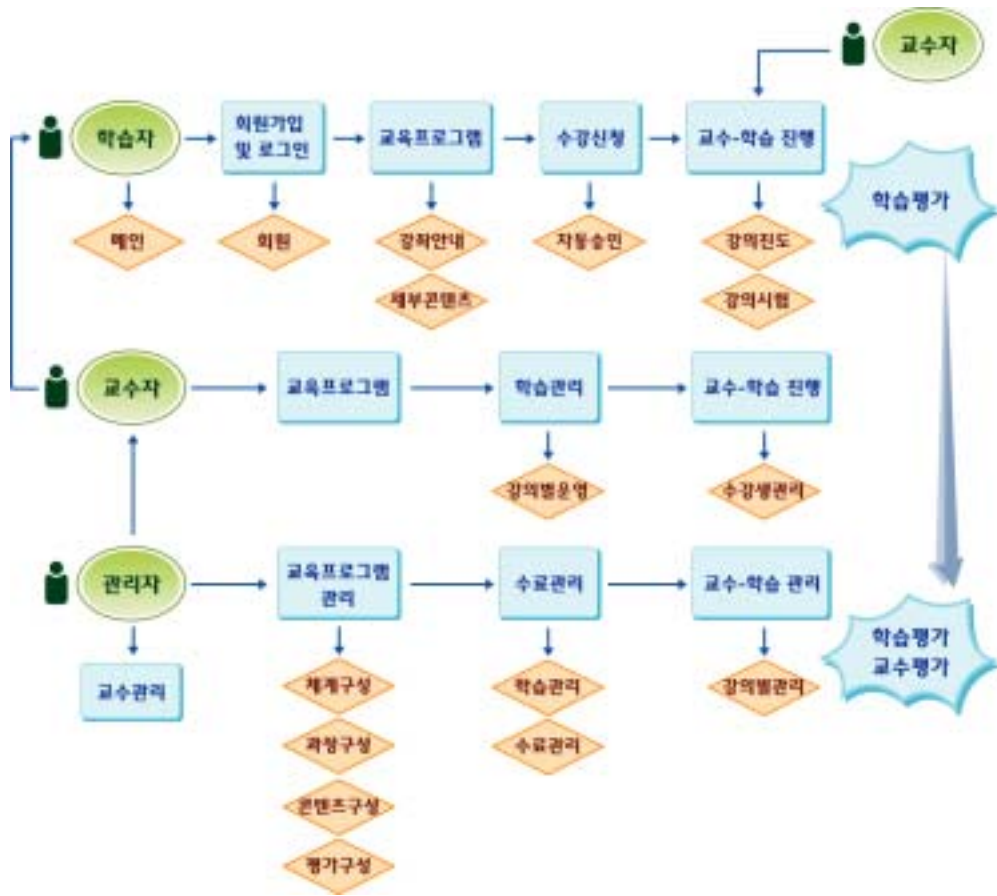 교수자
학습자
회원가입
및 로그인
교육프로그램
수강신청
교수-학습 진행
학습평가
메인
회원
강좌안내
자동승인
강의진도
세부콘텐츠
강의시험
교수자
교육프로그램
학습관리
교수-학습 진행
강의별운영
수강생관리
관리자
교육프로그램
관리
수료관리
교수-학습 관리
학습평가
교수평가
교수관리
체계구성
학습관리
강의별관리
과정구성
수료관리
콘텐츠구성
평가구성